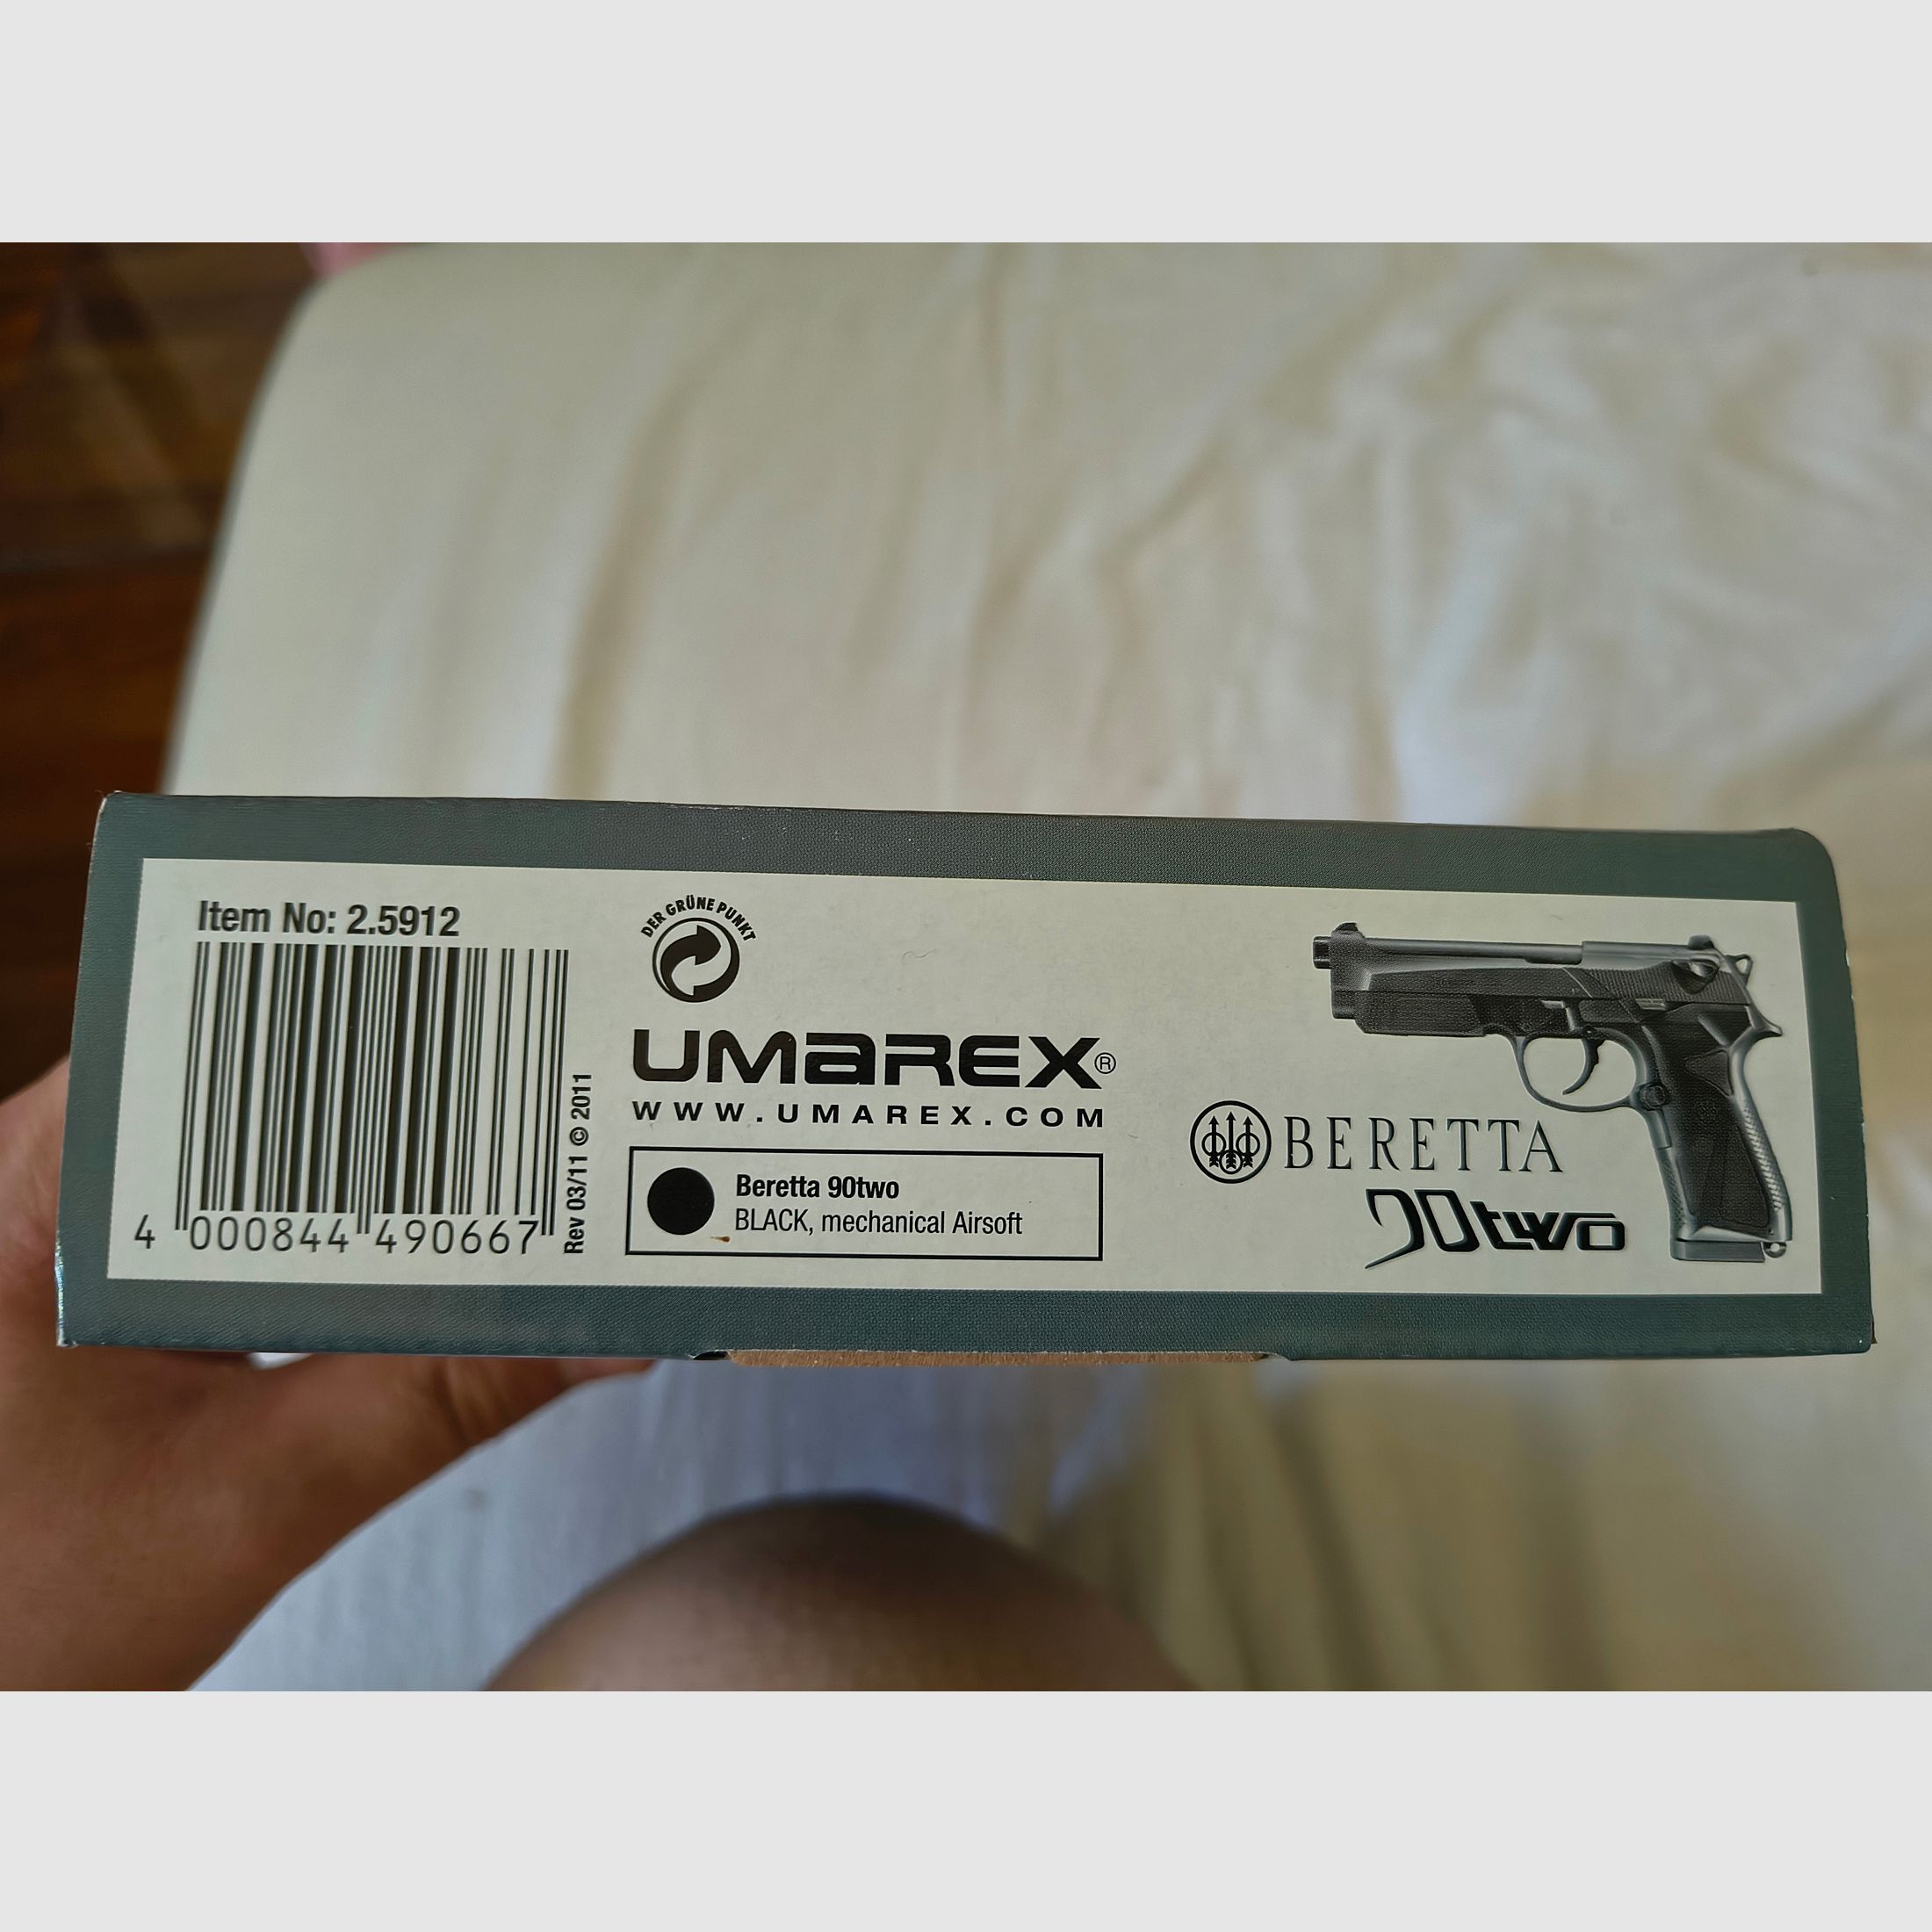 Item No: 2.5912
4 000844 490667
Rev 03/11 © 2011
DER GRÜNE PUNKT
UMAREX®
WWW.UMAREX.COM
Beretta 90two
BLACK, mechanical Airsoft
BERETTA
90two